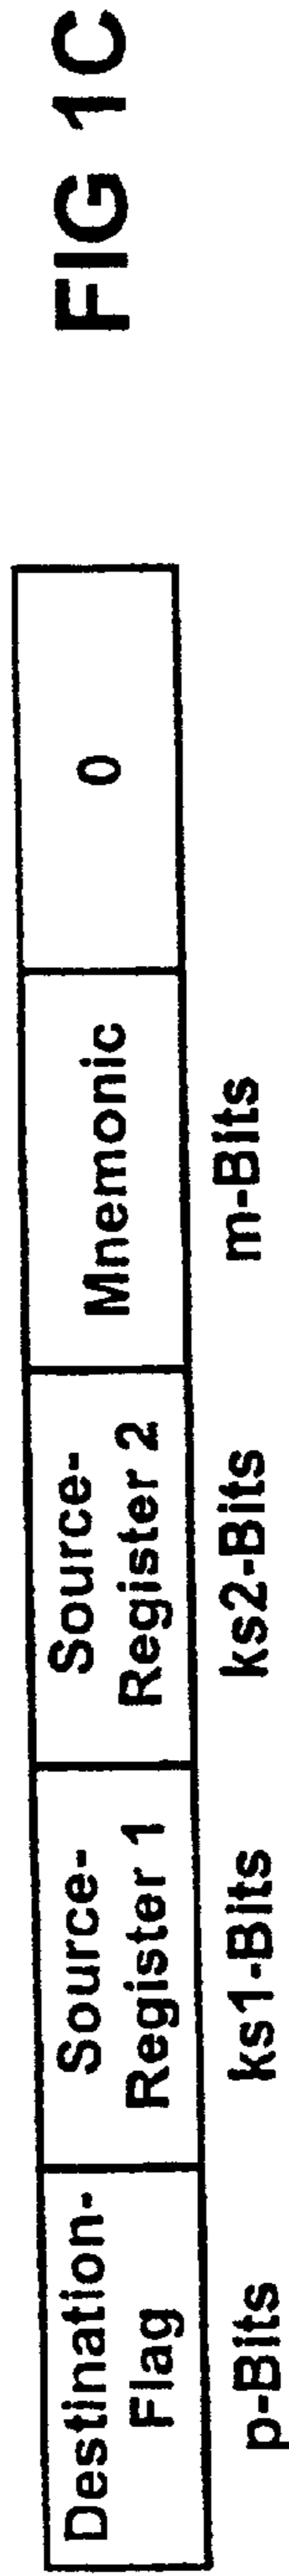 Destination-
Flag
Source-
Register 1
Source-
Register 2
Mnemonic
0
p-Bits
ks1-Bits
ks2-Bits
m-Bits
FIG 1C